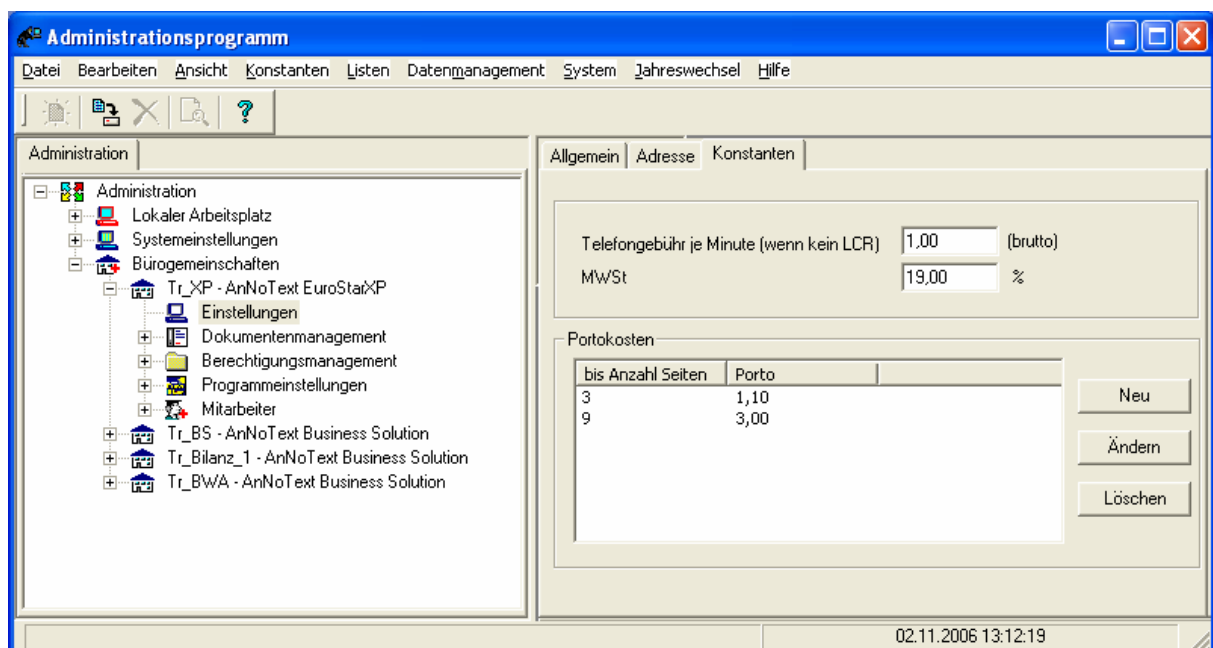 Administrationsprogramm
Datei Bearbeiten Ansicht Konstanten Listen Datenmanagement System Jahreswechsel Hilfe
?
Administration
Administration
Lokaler Arbeitsplatz
Systemeinstellungen
Bürogemeinschaften
Tr_XP - AnNoText EuroStarXP
Einstellungen
Dokumentenmanagement
Berechtigungsmanagement
Programmeinstellungen
Mitarbeiter
Tr_BS - AnNoText Business Solution
Tr_Bilanz_1 - AnNoText Business Solution
Tr_BWA - AnNoText Business Solution
Allgemein Adresse Konstanten
Telefongebühr je Minute (wenn kein LCR) 1,00 (brutto)
MWSt 19,00 %
Portokosten
bis Anzahl Seiten Porto
3 1,10
9 3,00
Neu
Ändern
Löschen
02.11.2006 13:12:19